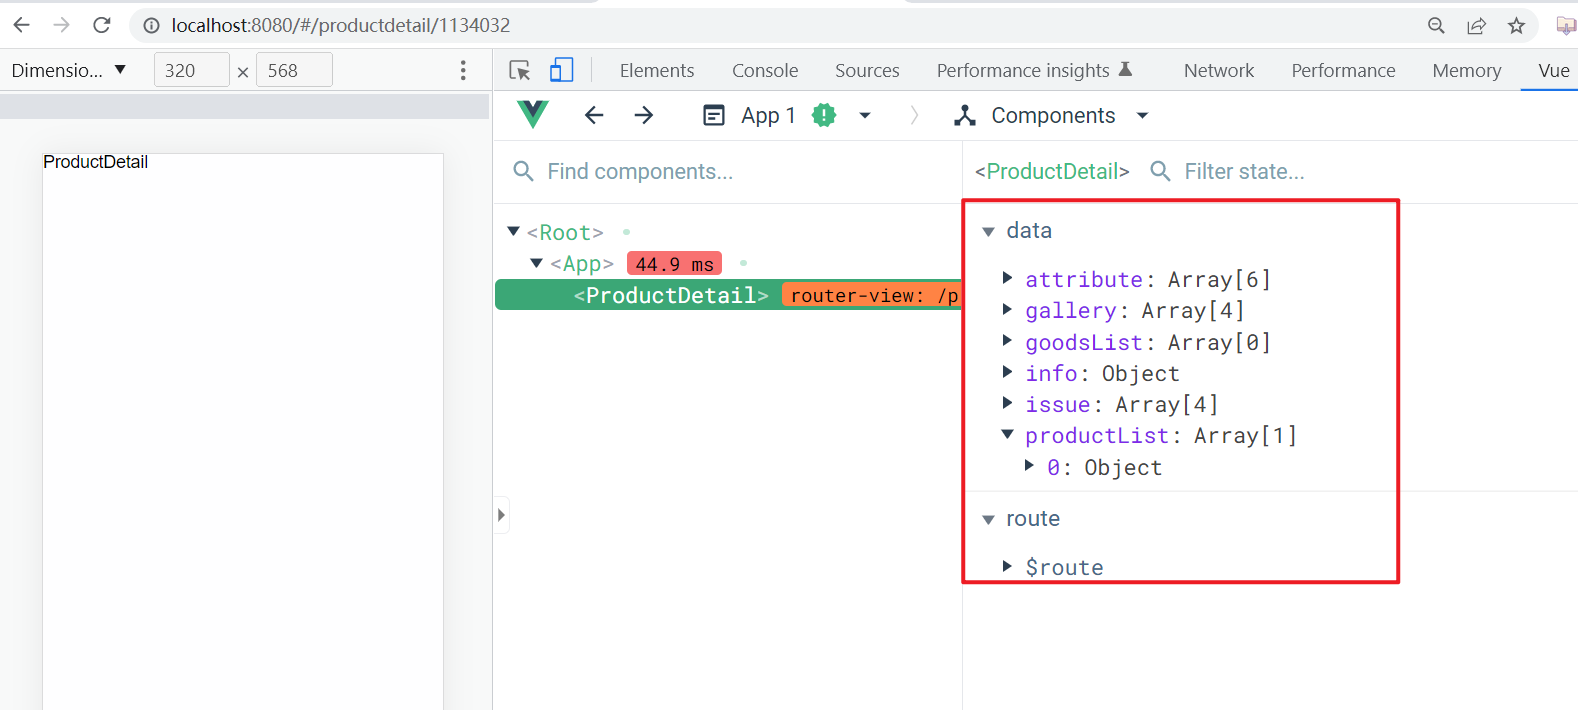 localhost:8080/#/productdetail/1134032
Dimensio... ▼ 320 × 568
Elements Console Sources Performance insights Network Performance Memory Vue
App 1 Components
Find components...
<ProductDetail> Filter state...
ProductDetail
<Root>
<App> 44.9 ms
<ProductDetail> router-view: /p
data
attribute: Array[6]
gallery: Array[4]
goodsList: Array[0]
info: Object
issue: Array[4]
productList: Array[1]
0: Object
route
$route